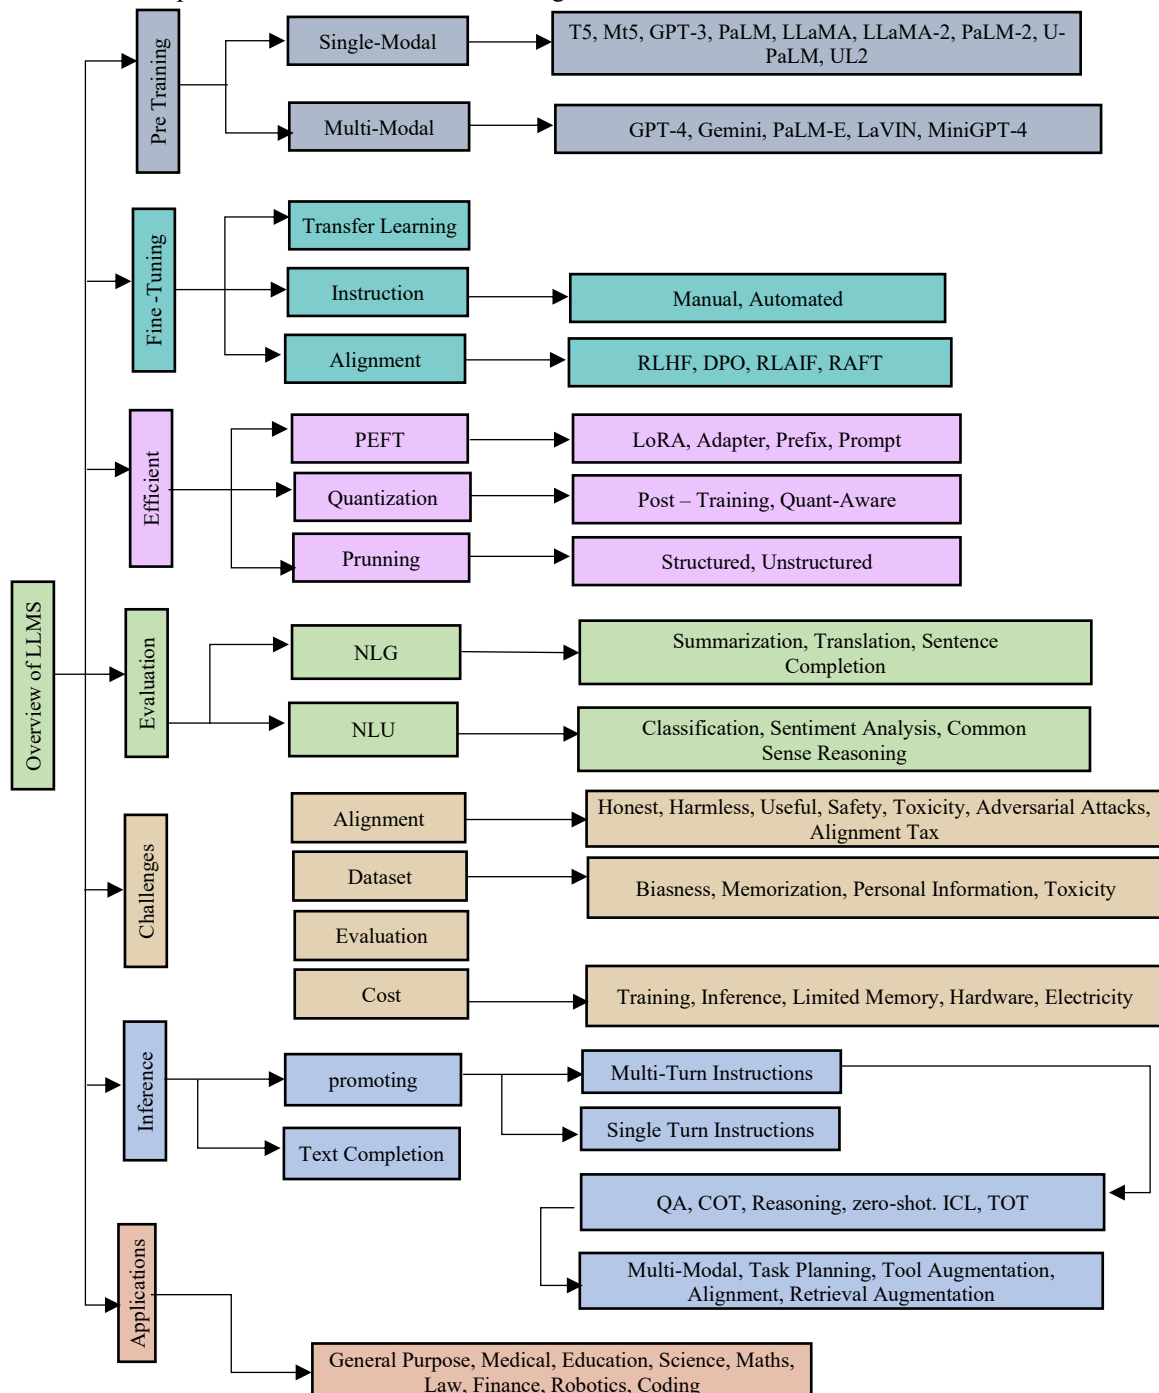 Pre Training
Single-Modal
T5, Mt5, GPT-3, PaLM, LLaMA, LLaMA-2, PaLM-2, U-
PaLM, UL2
Multi-Modal
GPT-4, Gemini, PaLM-E, LaVIN, MiniGPT-4
Fine -Tuning
Transfer Learning
Instruction
Manual, Automated
Alignment
RLHF, DPO, RLAIF, RAFT
Efficient
PEFT
LoRA, Adapter, Prefix, Prompt
Quantization
Post – Training, Quant-Aware
Prunning
Structured, Unstructured
Overview of LLMS
Evaluation
NLG
Summarization, Translation, Sentence
Completion
NLU
Classification, Sentiment Analysis, Common
Sense Reasoning
Challenges
Alignment
Honest, Harmless, Useful, Safety, Toxicity, Adversarial Attacks,
Alignment Tax
Dataset
Biasness, Memorization, Personal Information, Toxicity
Evaluation
Cost
Training, Inference, Limited Memory, Hardware, Electricity
Inference
promoting
Multi-Turn Instructions
Single Turn Instructions
Text Completion
QA, COT, Reasoning, zero-shot. ICL, TOT
Multi-Modal, Task Planning, Tool Augmentation,
Alignment, Retrieval Augmentation
Applications
General Purpose, Medical, Education, Science, Maths,
Law, Finance, Robotics, Coding